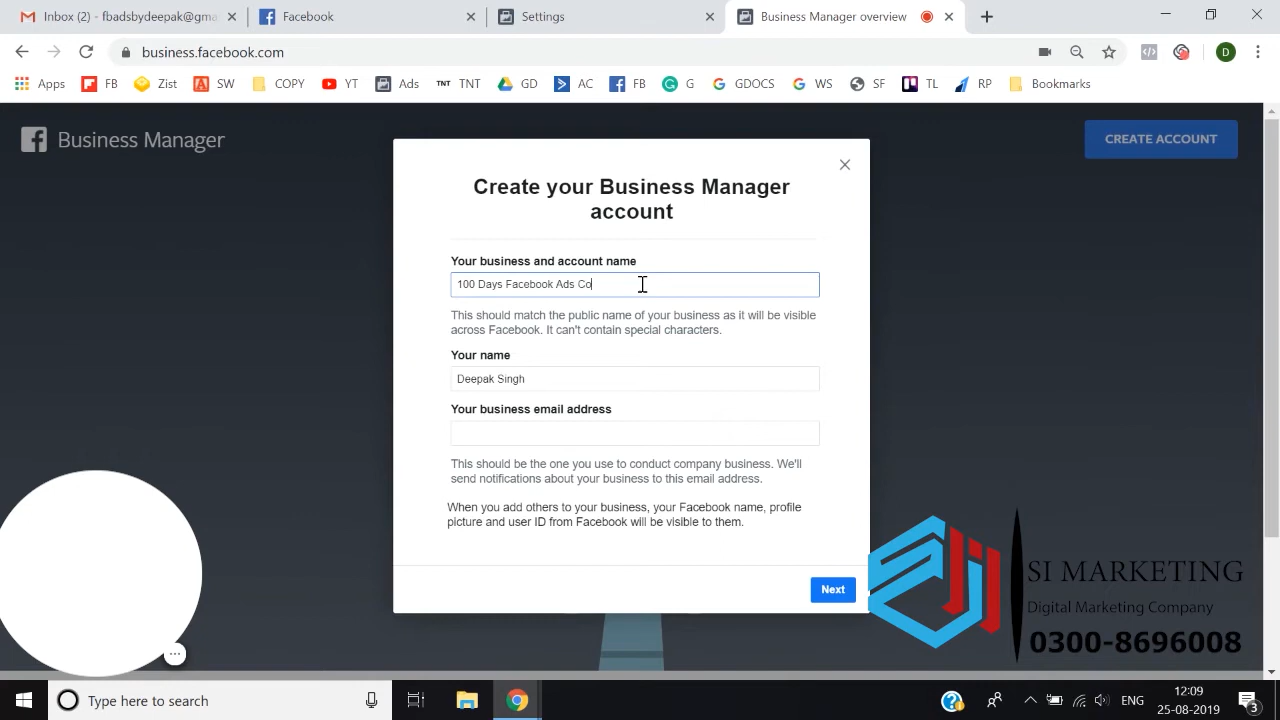 Inbox (2) - fbadsbydeepak@gma
Facebook
Settings
Business Manager overview
business.facebook.com
D
Apps
FB
Zist
SW
COPY
YT
Ads
TNT TNT
GD
AC
FB
G
GDOCS
WS
SF
TL
RP
Bookmarks
Business Manager
CREATE ACCOUNT
Create your Business Manager
account
Your business and account name
100 Days Facebook Ads Co
This should match the public name of your business as it will be visible
across Facebook. It can't contain special characters.
Your name
Deepak Singh
Your business email address
This should be the one you use to conduct company business. We'll
send notifications about your business to this email address.
When you add others to your business, your Facebook name, profile
picture and user ID from Facebook will be visible to them.
Next
SI MARKETING
Digital Marketing Company
0300-8696008
Type here to search
ENG
12:09
25-08-2019
3